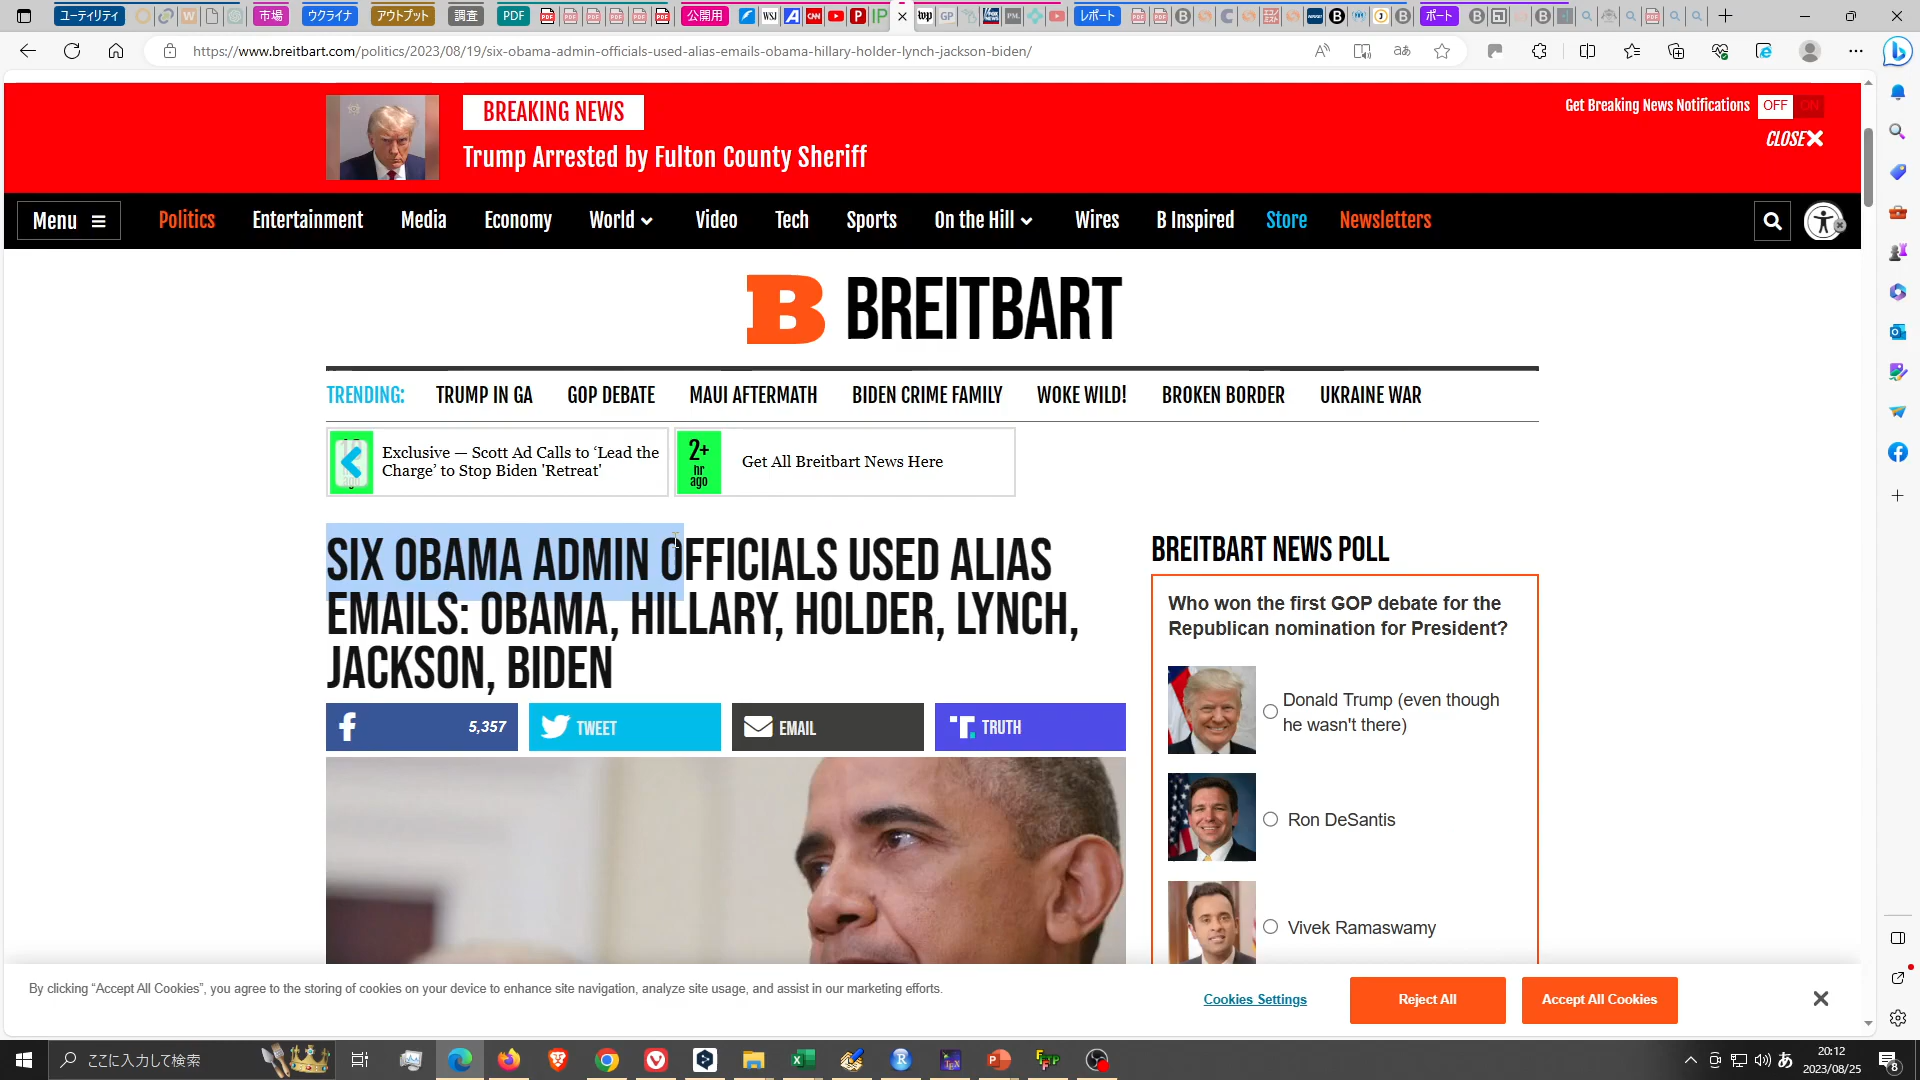 ユーティリティ
市場
ウクライナ
アウトプット
調査
PDF
公開用
レポート
ポート
https://www.breitbart.com/politics/2023/08/19/six-obama-admin-officials-used-alias-emails-obama-hillary-holder-lynch-jackson-biden/
BREAKING NEWS
Trump Arrested by Fulton County Sheriff
Get Breaking News Notifications OFF ON
CLOSE
Menu
Politics
Entertainment
Media
Economy
World
Video
Tech
Sports
On the Hill
Wires
B Inspired
Store
Newsletters
B BREITBART
TRENDING:
TRUMP IN GA
GOP DEBATE
MAUI AFTERMATH
BIDEN CRIME FAMILY
WOKE WILD!
BROKEN BORDER
UKRAINE WAR
Exclusive — Scott Ad Calls to ‘Lead the
Charge’ to Stop Biden 'Retreat'
2+
hr
ago
Get All Breitbart News Here
SIX OBAMA ADMIN OFFICIALS USED ALIAS
EMAILS: OBAMA, HILLARY, HOLDER, LYNCH,
JACKSON, BIDEN
5,357
TWEET
EMAIL
TRUTH
BREITBART NEWS POLL
Who won the first GOP debate for the
Republican nomination for President?
Donald Trump (even though
he wasn't there)
Ron DeSantis
Vivek Ramaswamy
By clicking “Accept All Cookies”, you agree to the storing of cookies on your device to enhance site navigation, analyze site usage, and assist in our marketing efforts.
Cookies Settings
Reject All
Accept All Cookies
ここに入力して検索
あ
20:12
2023/08/25
8